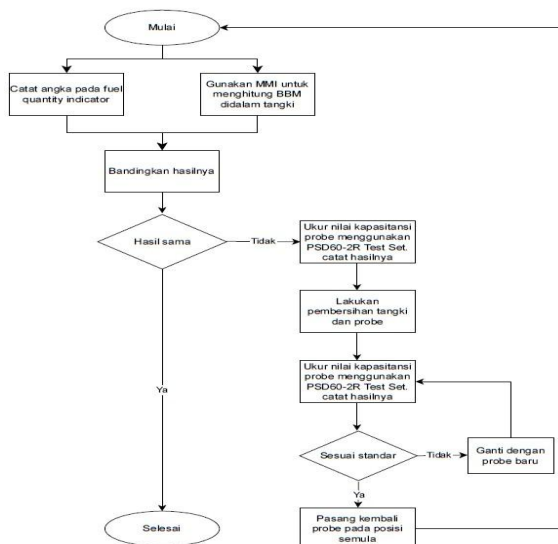 Mulai
Catat angka pada fuel
quantity indicator
Gunakan MMI untuk
menghitung BBM
didalam tangki
Bandingkan hasilnya
Hasil sama
Tidak
Ukur nilai kapasitansi
probe menggunakan
PSD60-2R Test Set.
catat hasilnya
Lakukan
pembersihan tangki
dan probe
Ukur nilai kapasitansi
probe menggunakan
PSD60-2R Test Set.
catat hasilnya
Ya
Sesuai standar
Tidak
Ganti dengan
probe baru
Ya
Selesai
Pasang kembali
probe pada posisi
semula